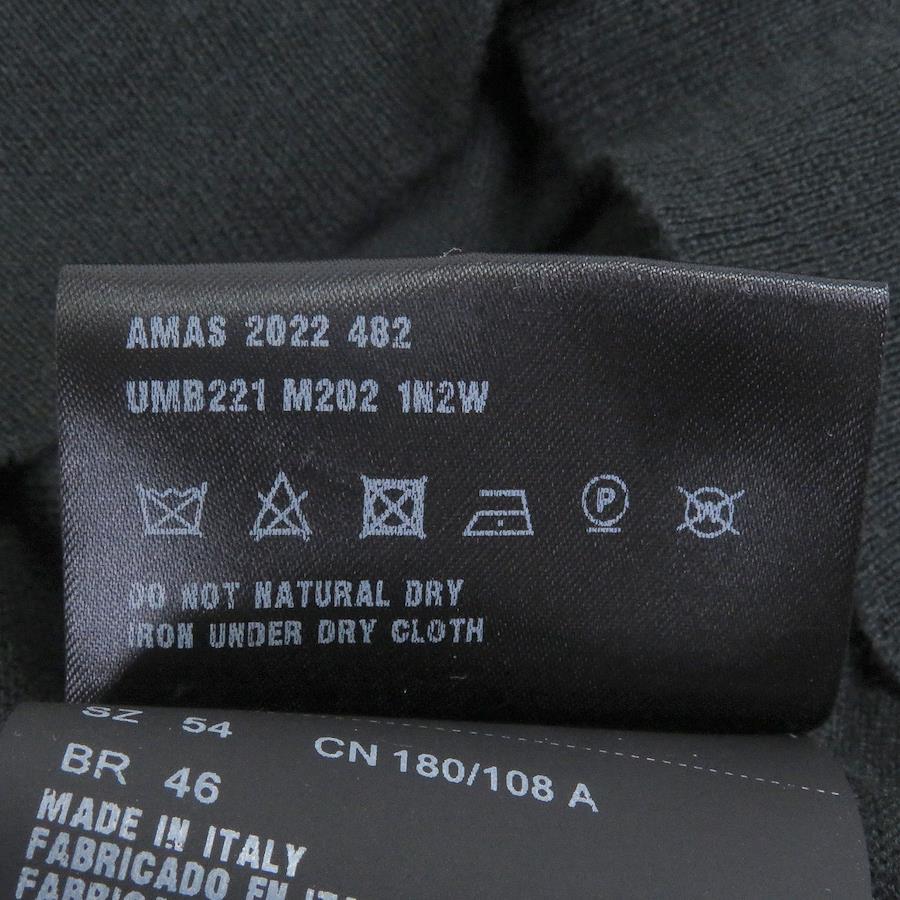 AMAS 2022 482
UMB221 M202 1N2W
P W
DO NOT NATURAL DRY
IRON UNDER DRY CLOTH
SZ 54
CN 180/108 A
BR 46
MADE IN ITALY
FABRICADO EN